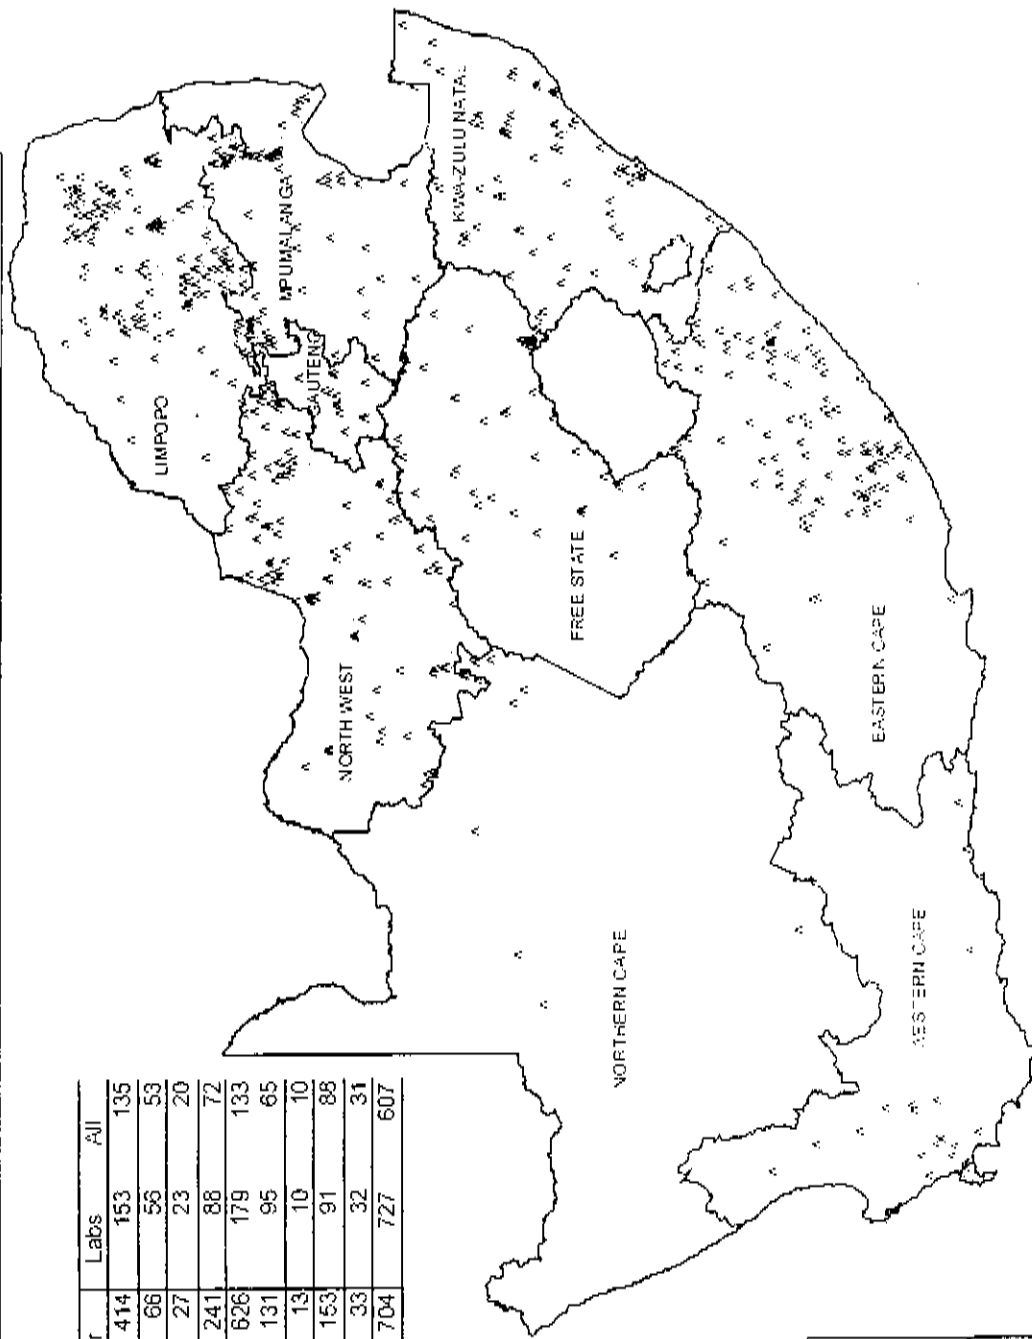 r Labs All
414 153 135
66 56 53
27 23 20
241 88 72
626 179 133
131 95 65
13 10 10
153 91 88
33 32 31
704 727 607
LIMPOPO
MPUMALANGA
GAUTENG
NORTH WEST
KWA-ZULU NATAL
FREE STATE
NORTHERN CAPE
EASTERN CAPE
WESTERN CAPE